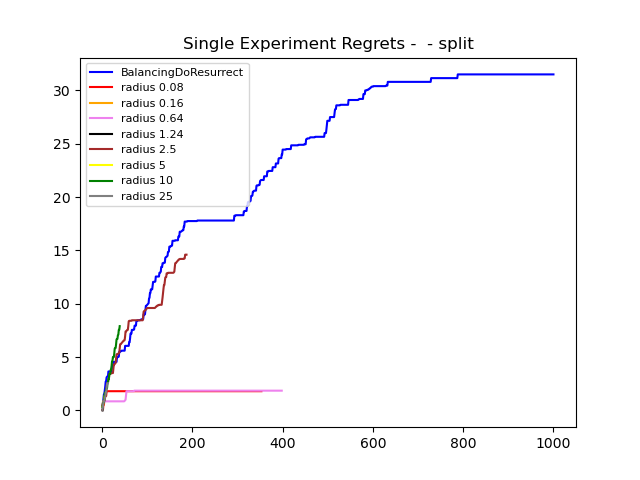 Single Experiment Regrets -  - split
BalancingDoResurrect
radius 0.08
radius 0.16
radius 0.64
radius 1.24
radius 2.5
radius 5
radius 10
radius 25
30
25
20
15
10
5
0
0 200 400 600 800 1000